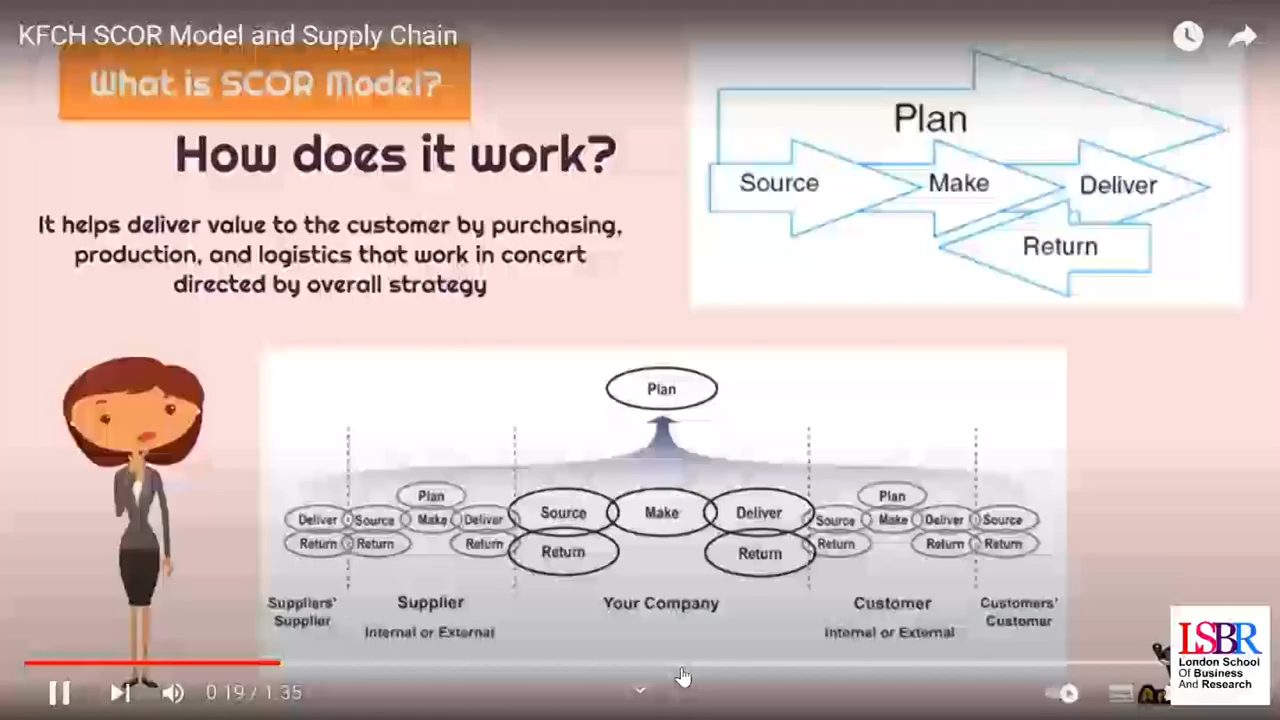 KFCH SCOR Model and Supply Chain
What is SCOR Model?
How does it work?
It helps deliver value to the customer by purchasing,
production, and logistics that work in concert
directed by overall strategy
Plan
Source Make Deliver
Return
Plan
Plan Plan
Deliver Source Make Deliver Source Make Deliver Source Make Deliver Source
Return Return Return Return Return Return Return Return
Suppliers' Supplier Your Company Customer Customers'
Supplier Customer
Internal or External Internal or External
LSBR
London School
Of Business
And Research
0:19 / 1:35